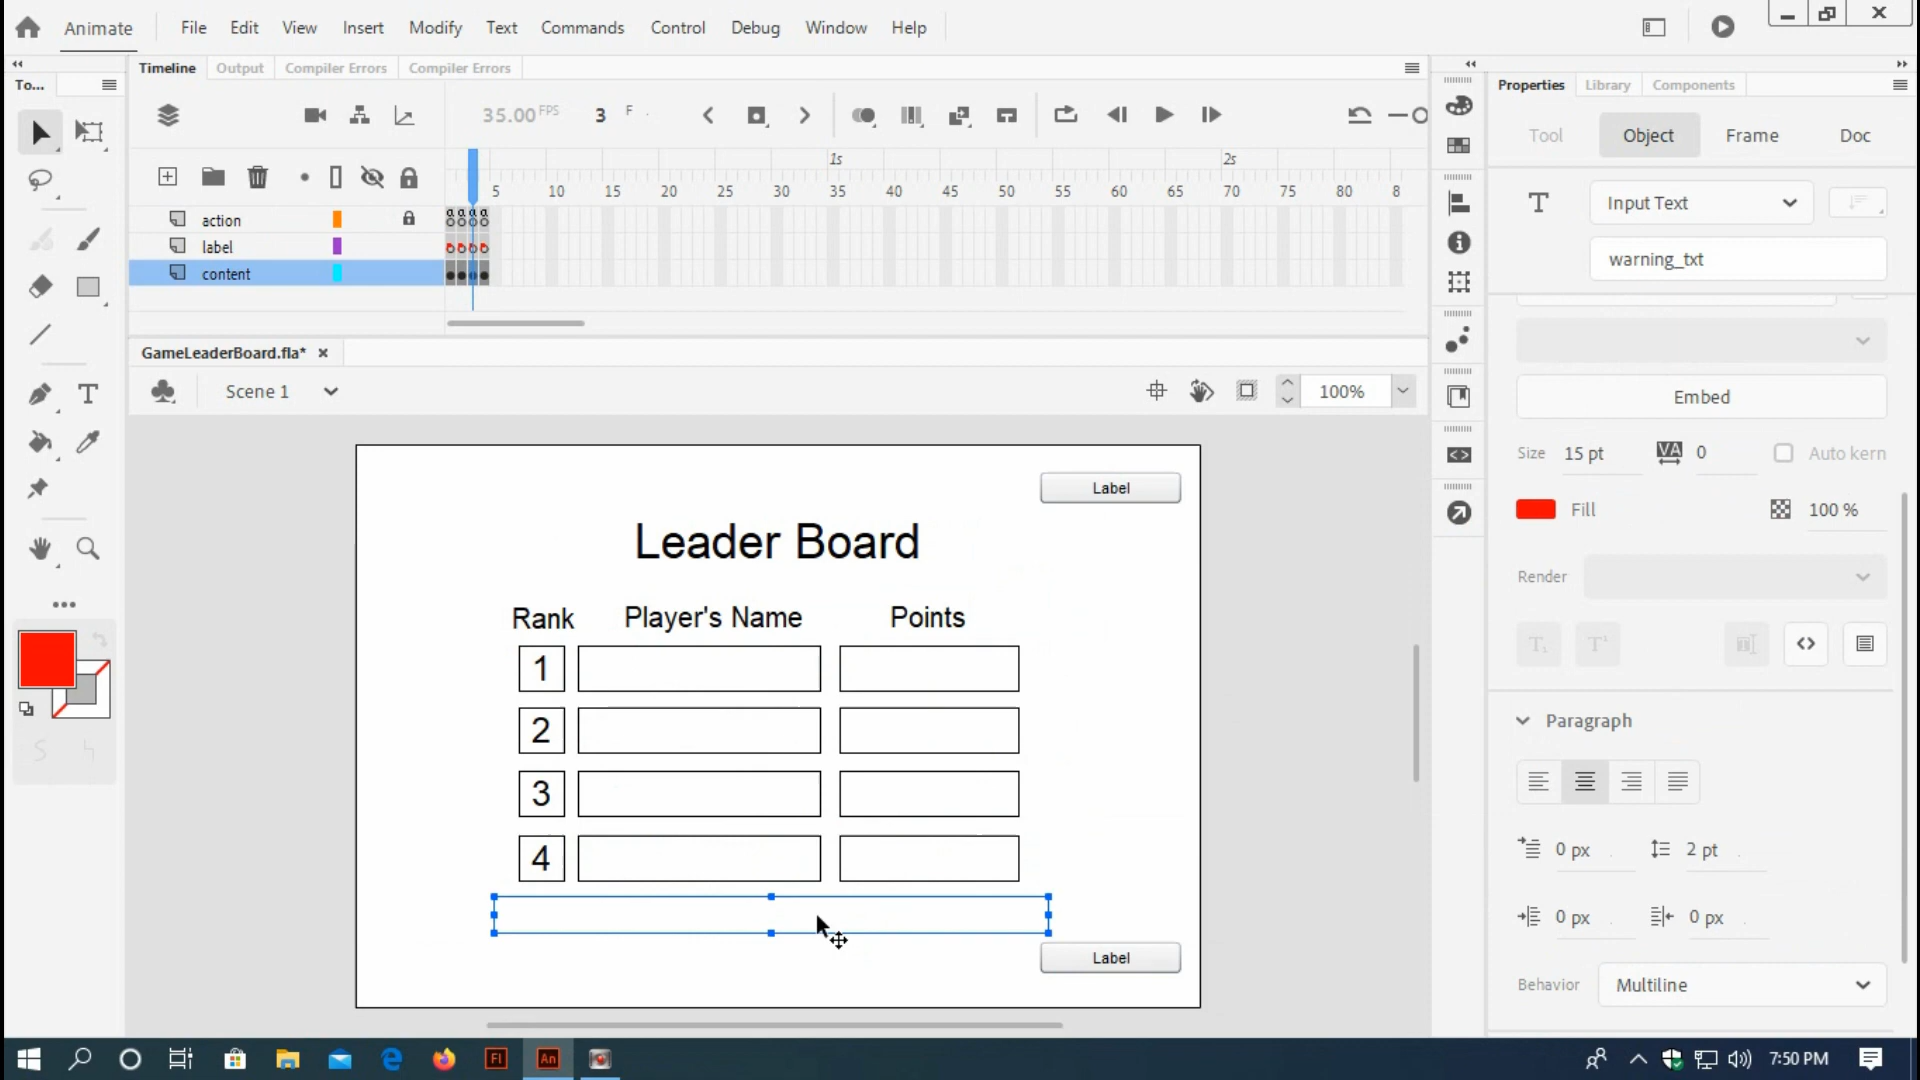 Animate File Edit View Insert Modify Text Commands Control Debug Window Help
To...
Timeline Output Compiler Errors Compiler Errors
35.00 FPS 3 F
1s 2s
5 10 15 20 25 30 35 40 45 50 55 60 65 70 75 80 8
action
label
content
GameLeaderBoard.fla*
Scene 1
100%
Label
Leader Board
Rank Player's Name Points
1
2
3
4
Label
Properties Library Components
Tool Object Frame Doc
Input Text
warning_txt
Embed
Size 15 pt VA 0 Auto kern
Fill 100 %
Render
Paragraph
0 px 2 pt
0 px 0 px
Behavior Multiline
7:50 PM